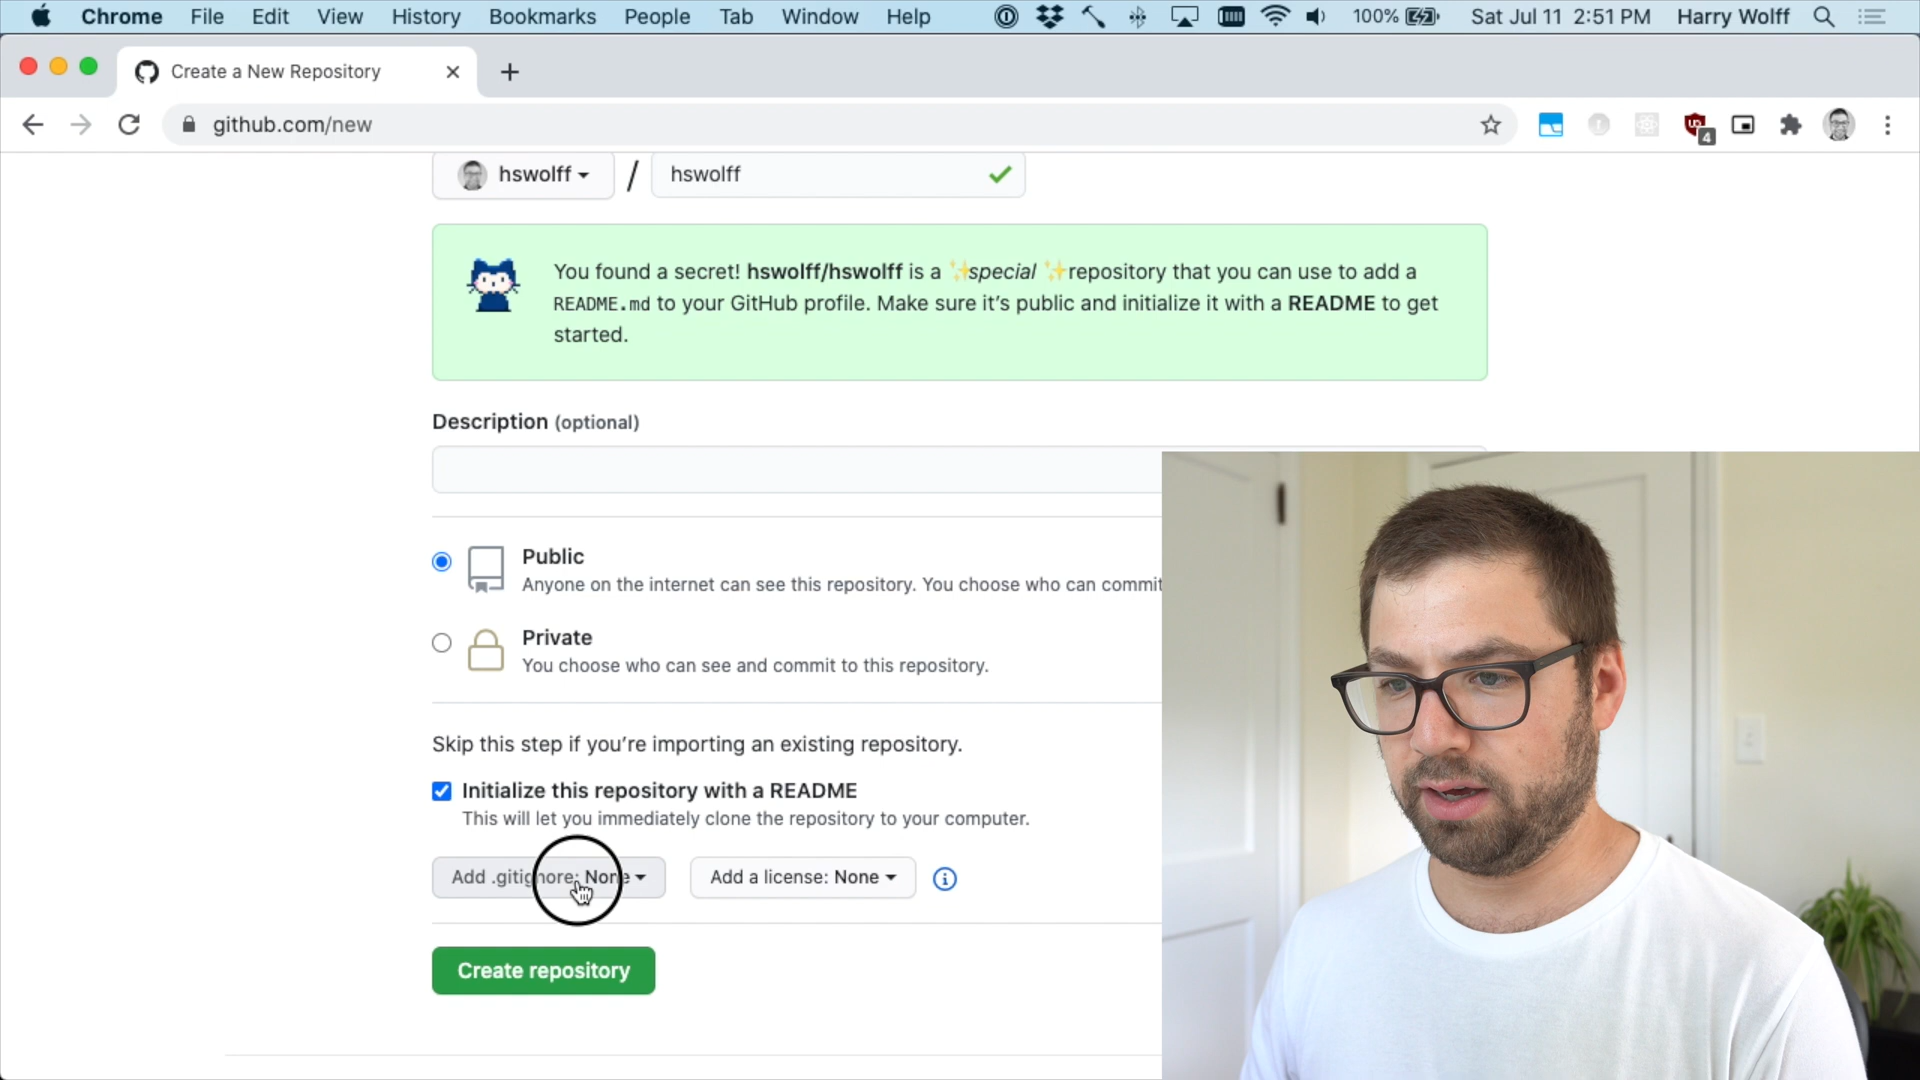 Chrome File Edit View History Bookmarks People Tab Window Help 100% Sat Jul 11 2:51 PM Harry Wolff
Create a New Repository
github.com/new
4
hswolff / hswolff
You found a secret! hswolff/hswolff is a ✨special ✨repository that you can use to add a
README.md to your GitHub profile. Make sure it’s public and initialize it with a README to get
started.
Description (optional)
Public
Anyone on the internet can see this repository. You choose who can commit
Private
You choose who can see and commit to this repository.
Skip this step if you’re importing an existing repository.
Initialize this repository with a README
This will let you immediately clone the repository to your computer.
Add .gitignore: None Add a license: None
Create repository